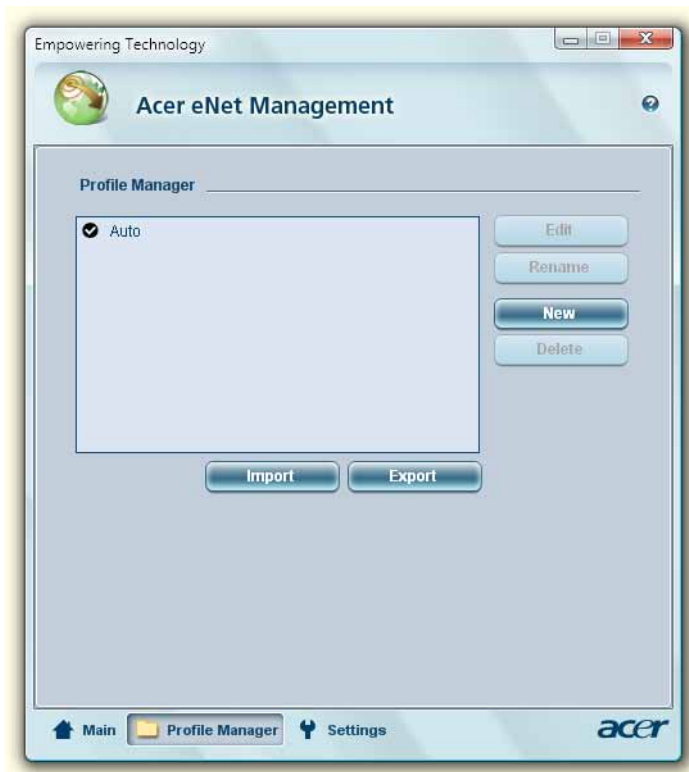 Empowering Technology
Acer eNet Management
Profile Manager
Auto
Edit
Rename
New
Delete
Import Export
Main Profile Manager Settings acer